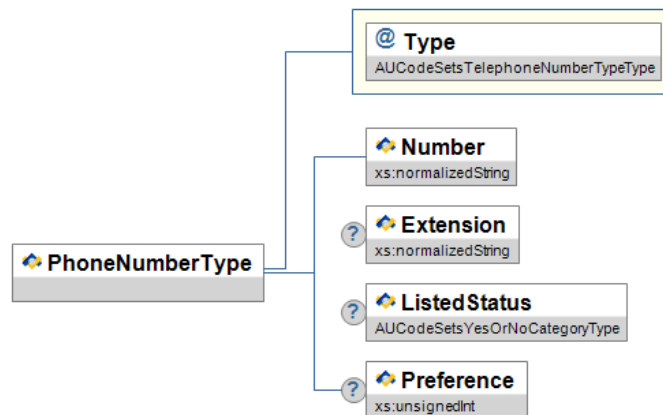 @ Type
AUCodeSetsTelephoneNumberTypeType
Number
xs:normalizedString
? Extension
xs:normalizedString
PhoneNumberType
? ListedStatus
AUCodeSetsYesOrNoCategoryType
? Preference
xs:unsignedInt